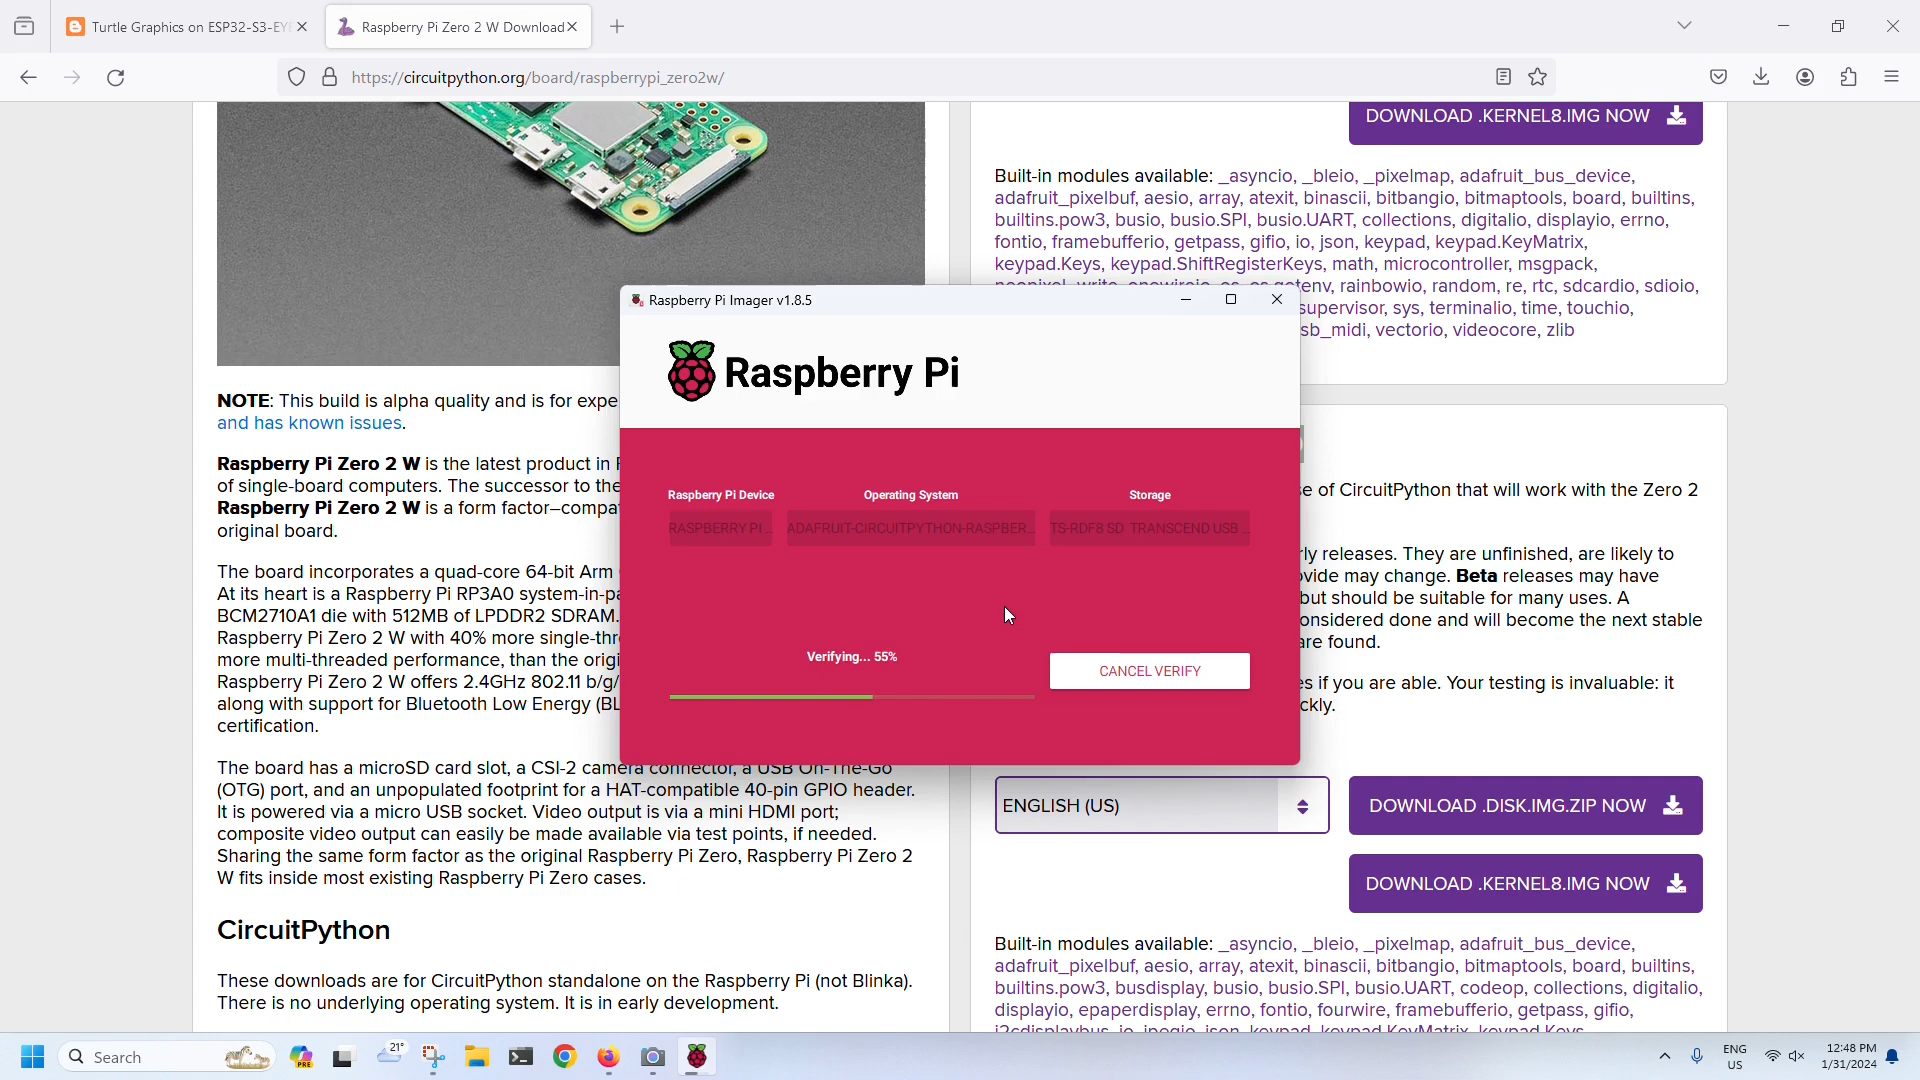 Turtle Graphics on ESP32-S3-EYE
Raspberry Pi Zero 2 W Download
https://circuitpython.org/board/raspberrypi_zero2w/
DOWNLOAD .KERNEL8.IMG NOW
Built-in modules available: _asyncio, _bleio, _pixelmap, adafruit_bus_device,
adafruit_pixelbuf, aesio, array, atexit, binascii, bitbangio, bitmaptools, board, builtins,
builtins.pow3, busio, busio.SPI, busio.UART, collections, digitalio, displayio, errno,
fontio, framebufferio, getpass, gifio, io, json, keypad, keypad.KeyMatrix,
keypad.Keys, keypad.ShiftRegisterKeys, math, microcontroller, msgpack,
getenv, rainbowio, random, re, rtc, sdcardio, sdioio,
supervisor, sys, terminalio, time, touchio,
sb_midi, vectorio, videocore, zlib
Raspberry Pi Imager v1.8.5
Raspberry Pi
Raspberry Pi Device
Operating System
Storage
RASPBERRY PI ...
ADAFRUIT-CIRCUITPYTHON-RASPBER...
TS-RDF8 SD TRANSCEND USB ...
Verifying... 55%
CANCEL VERIFY
NOTE: This build is alpha quality and is for expe
and has known issues.
Raspberry Pi Zero 2 W is the latest product in
of single-board computers. The successor to the
Raspberry Pi Zero 2 W is a form factor–compa
original board.
The board incorporates a quad-core 64-bit Arm
At its heart is a Raspberry Pi RP3A0 system-in-pa
BCM2710A1 die with 512MB of LPDDR2 SDRAM.
Raspberry Pi Zero 2 W with 40% more single-thr
more multi-threaded performance, than the origi
Raspberry Pi Zero 2 W offers 2.4GHz 802.11 b/g/
along with support for Bluetooth Low Energy (BL
certification.
The board has a microSD card slot, a CSI-2 camera connector, a USB On-The-Go
(OTG) port, and an unpopulated footprint for a HAT-compatible 40-pin GPIO header.
It is powered via a micro USB socket. Video output is via a mini HDMI port;
composite video output can easily be made available via test points, if needed.
Sharing the same form factor as the original Raspberry Pi Zero, Raspberry Pi Zero 2
W fits inside most existing Raspberry Pi Zero cases.
CircuitPython
These downloads are for CircuitPython standalone on the Raspberry Pi (not Blinka).
There is no underlying operating system. It is in early development.
se of CircuitPython that will work with the Zero 2
rly releases. They are unfinished, are likely to
ovide may change. Beta releases may have
but should be suitable for many uses. A
onsidered done and will become the next stable
are found.
es if you are able. Your testing is invaluable: it
ckly.
ENGLISH (US)
DOWNLOAD .DISK.IMG.ZIP NOW
DOWNLOAD .KERNEL8.IMG NOW
Built-in modules available: _asyncio, _bleio, _pixelmap, adafruit_bus_device,
adafruit_pixelbuf, aesio, array, atexit, binascii, bitbangio, bitmaptools, board, builtins,
builtins.pow3, busdisplay, busio, busio.SPI, busio.UART, codeop, collections, digitalio,
displayio, epaperdisplay, errno, fontio, fourwire, framebufferio, getpass, gifio,
i2cdisplaybus, io, jpegio, json, keypad, keypad.KeyMatrix, keypad.Keys,
Search
PRE
21°
ENG
US
12:48 PM
1/31/2024